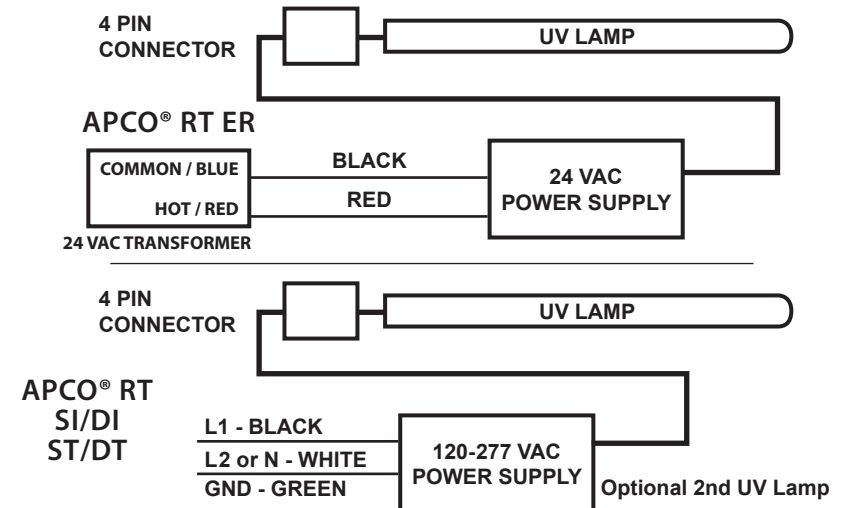 4 PIN
CONNECTOR
UV LAMP
APCO® RT ER
COMMON / BLUE
HOT / RED
24 VAC TRANSFORMER
BLACK
RED
24 VAC
POWER SUPPLY
4 PIN
CONNECTOR
UV LAMP
APCO® RT
SI/DI
ST/DT
L1 - BLACK
L2 or N - WHITE
GND - GREEN
120-277 VAC
POWER SUPPLY
Optional 2nd UV Lamp